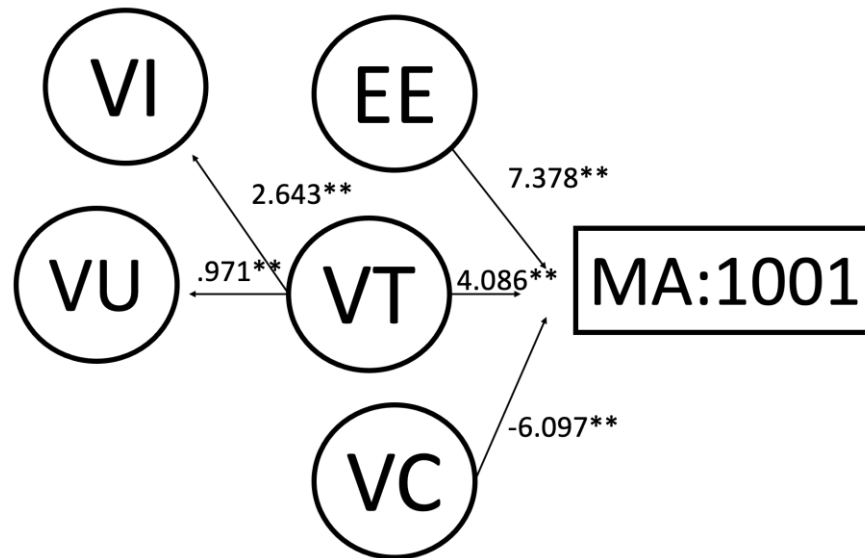 VI
EE
7.378**
2.643**
VU
.971**
VT
4.086**
MA:1001
-6.097**
VC